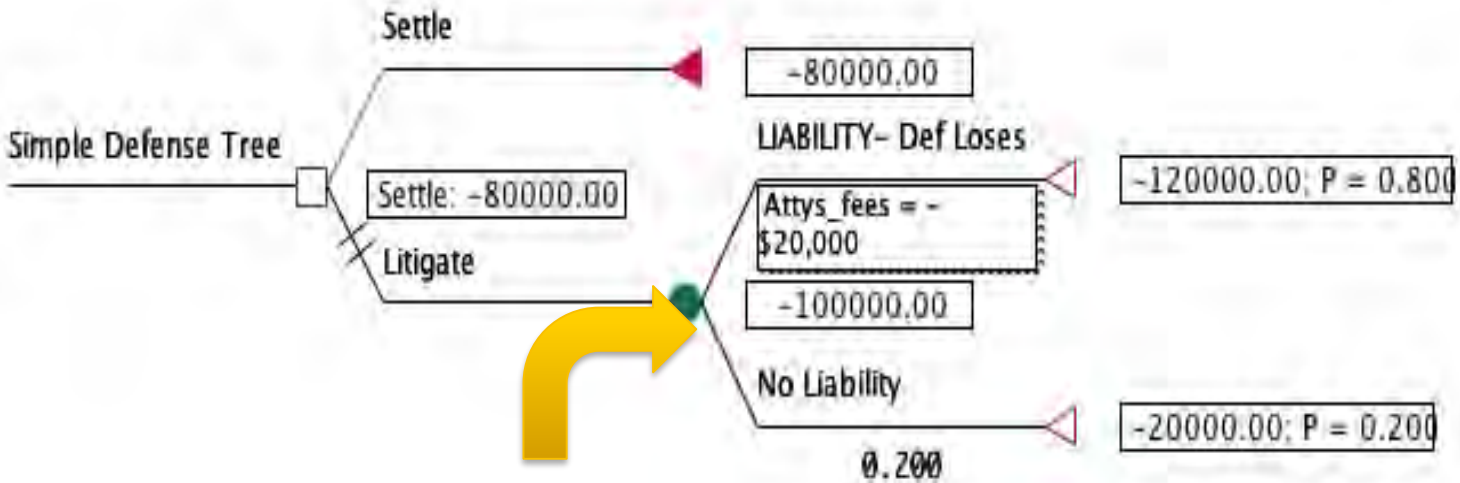 Settle
-80000.00
LIABILITY- Def Loses
Simple Defense Tree
-120000.00; P = 0.800
Settle: -80000.00
Attys_fees = -
$20,000
Litigate
-100000.00
No Liability
-20000.00; P = 0.200
0.200